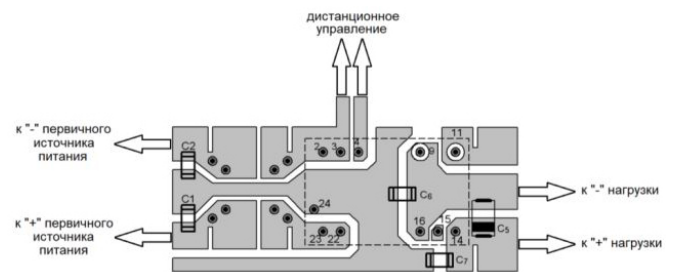 дистанционное
управление
к "-" первичного
источника
питания
C2
2
3
4
9
11
C6
к "-" нагрузки
C1
24
к "+" первичного
источника
питания
23
22
16
15
14
C5
к "+" нагрузки
C7